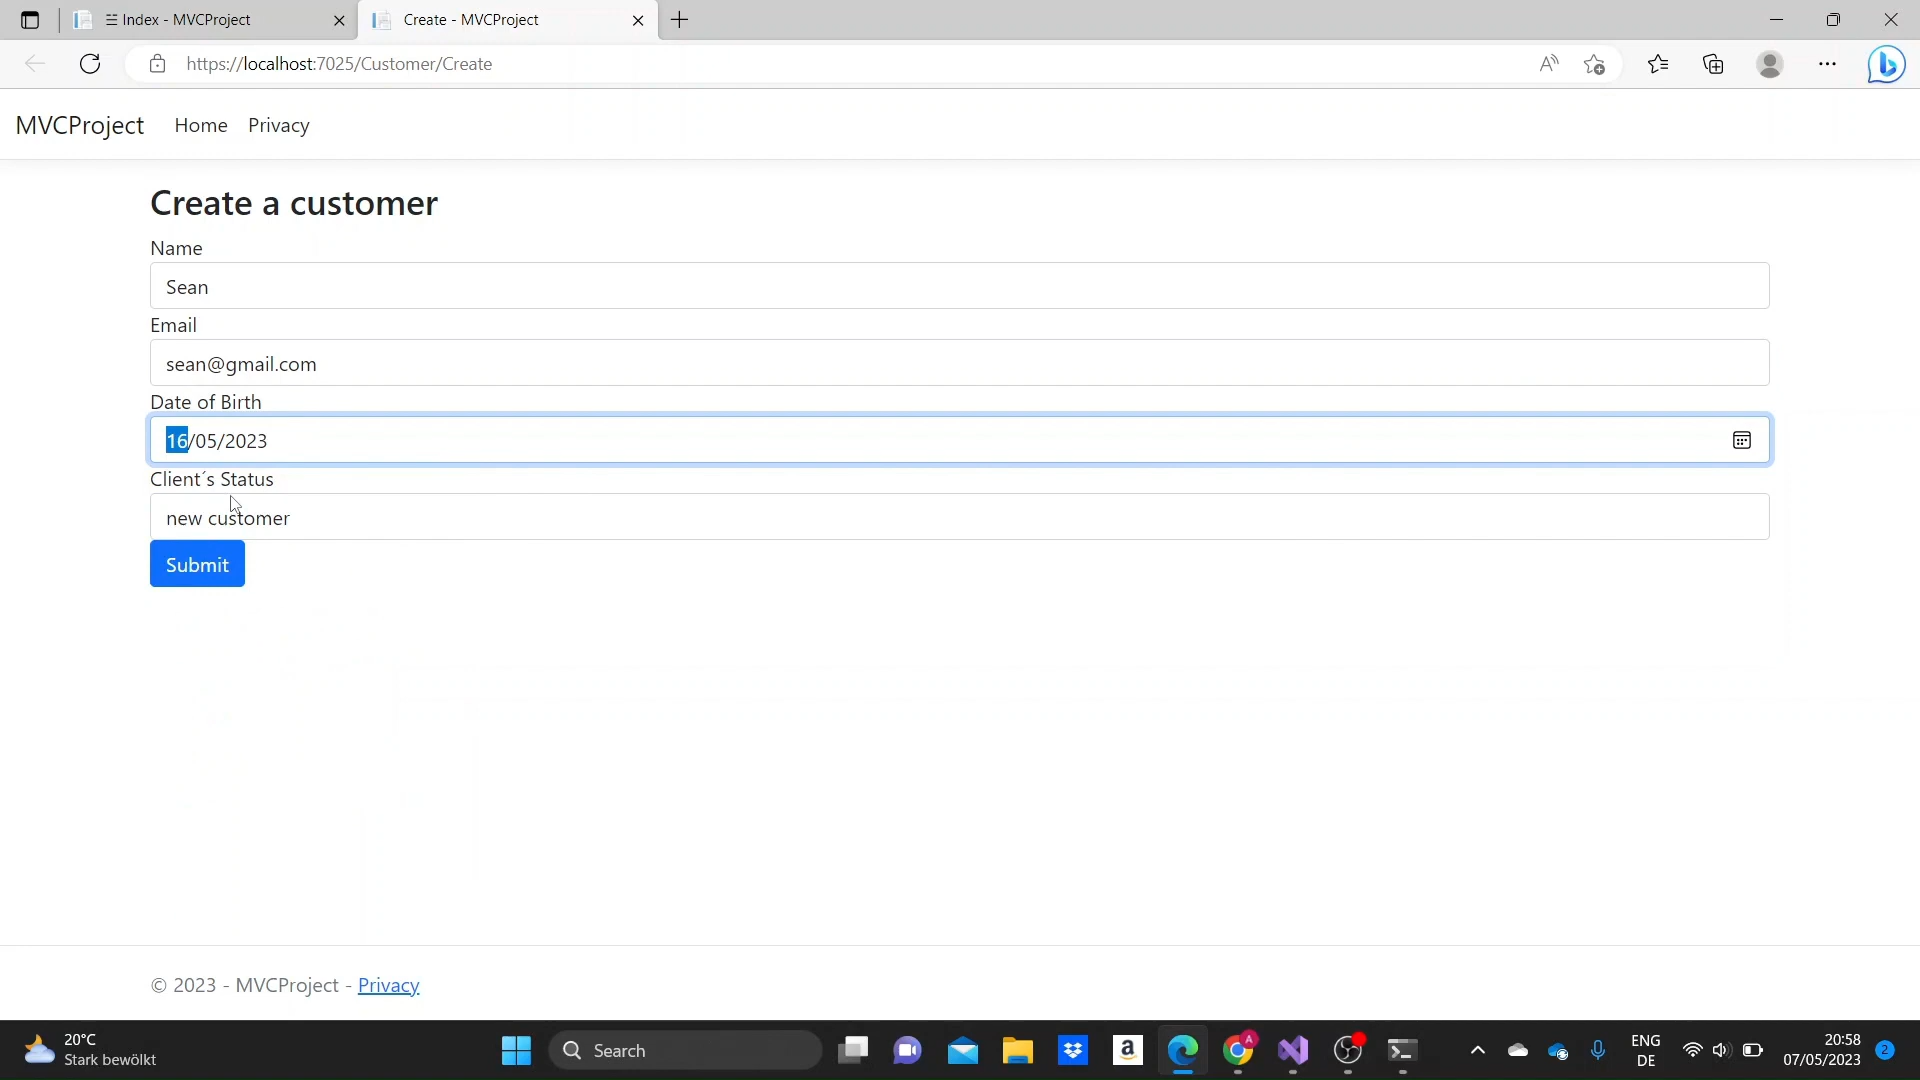 Index - MVCProject
Create - MVCProject
https://localhost:7025/Customer/Create
MVCProject Home Privacy
Create a customer
Name
Sean
Email
sean@gmail.com
Date of Birth
16/05/2023
Client´s Status
new customer
Submit
© 2023 - MVCProject - Privacy
20°C
Stark bewölkt
Search
a
A
ENG
DE
20:58
07/05/2023
2